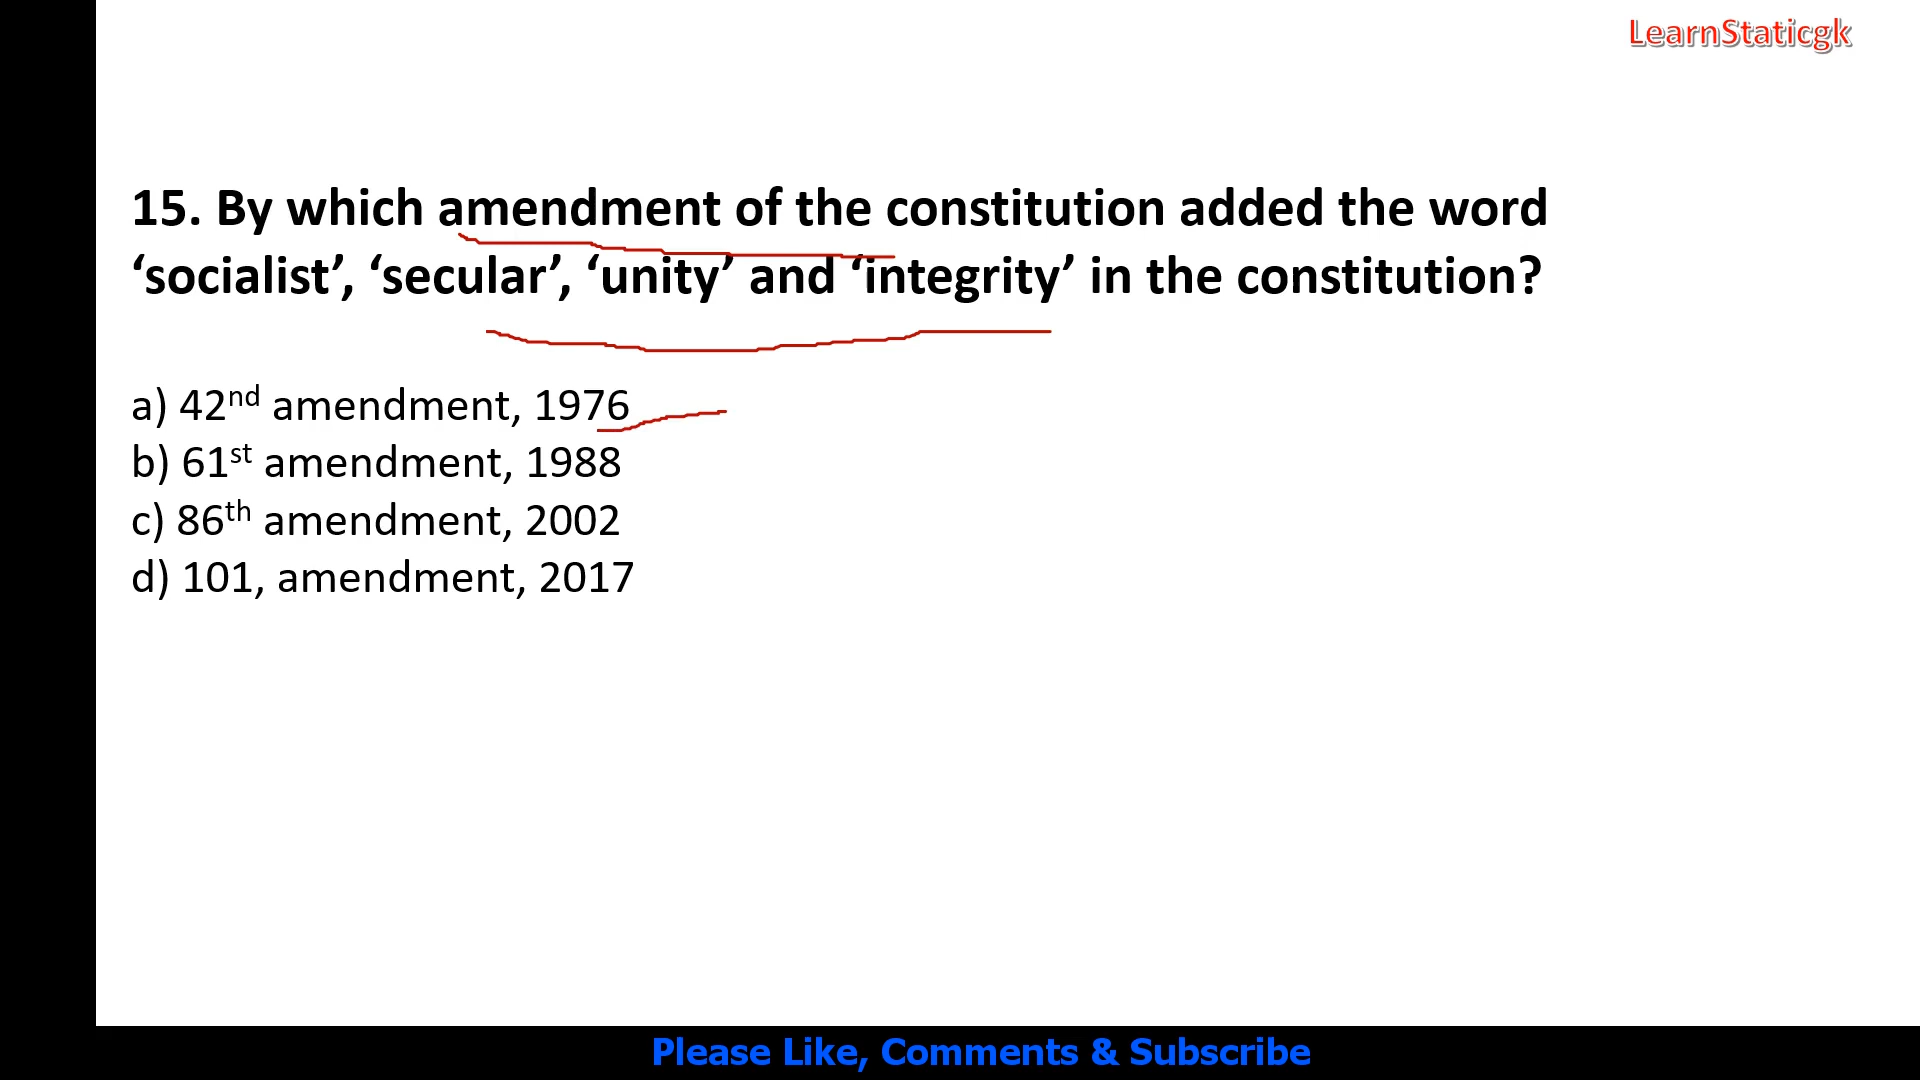 LearnStaticgk
15. By which amendment of the constitution added the word
‘socialist’, ‘secular’, ‘unity’ and ‘integrity’ in the constitution?
a) 42nd amendment, 1976
b) 61st amendment, 1988
c) 86th amendment, 2002
d) 101, amendment, 2017
Please Like, Comments & Subscribe